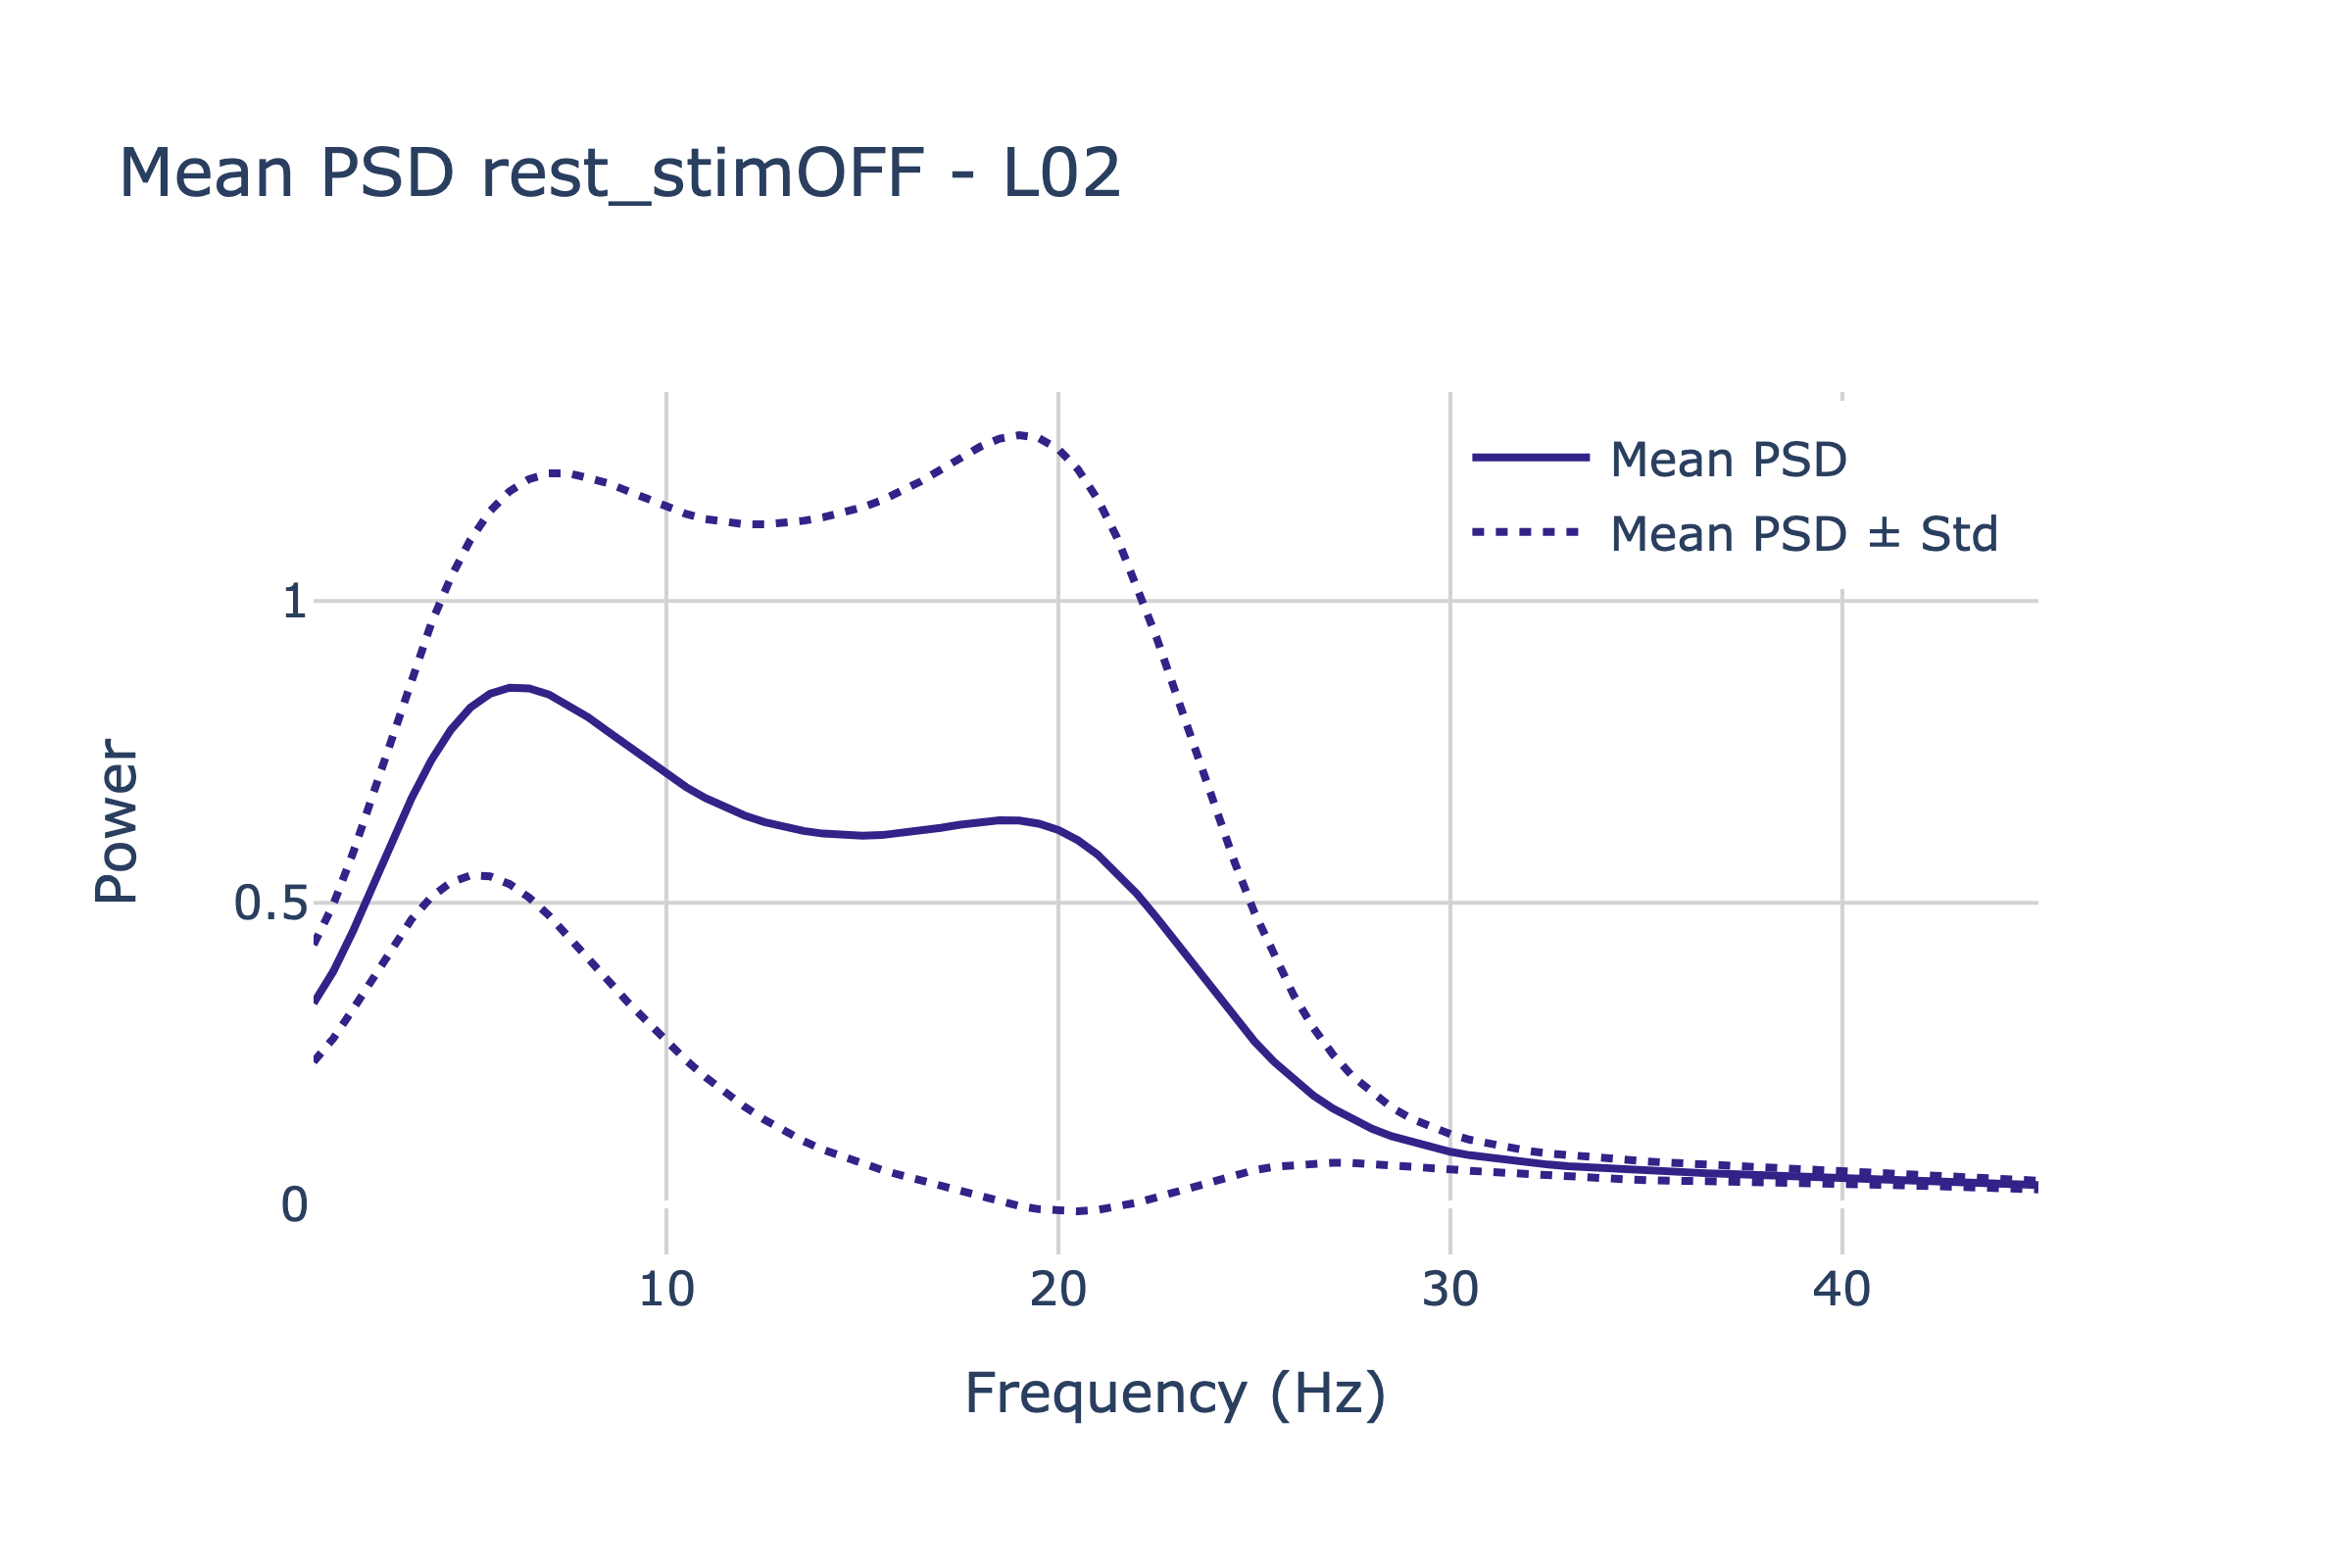 Mean PSD rest_stimOFF - L02
Mean PSD
Mean PSD ± Std
1
0.5
0
Power
10
20
30
40
Frequency (Hz)